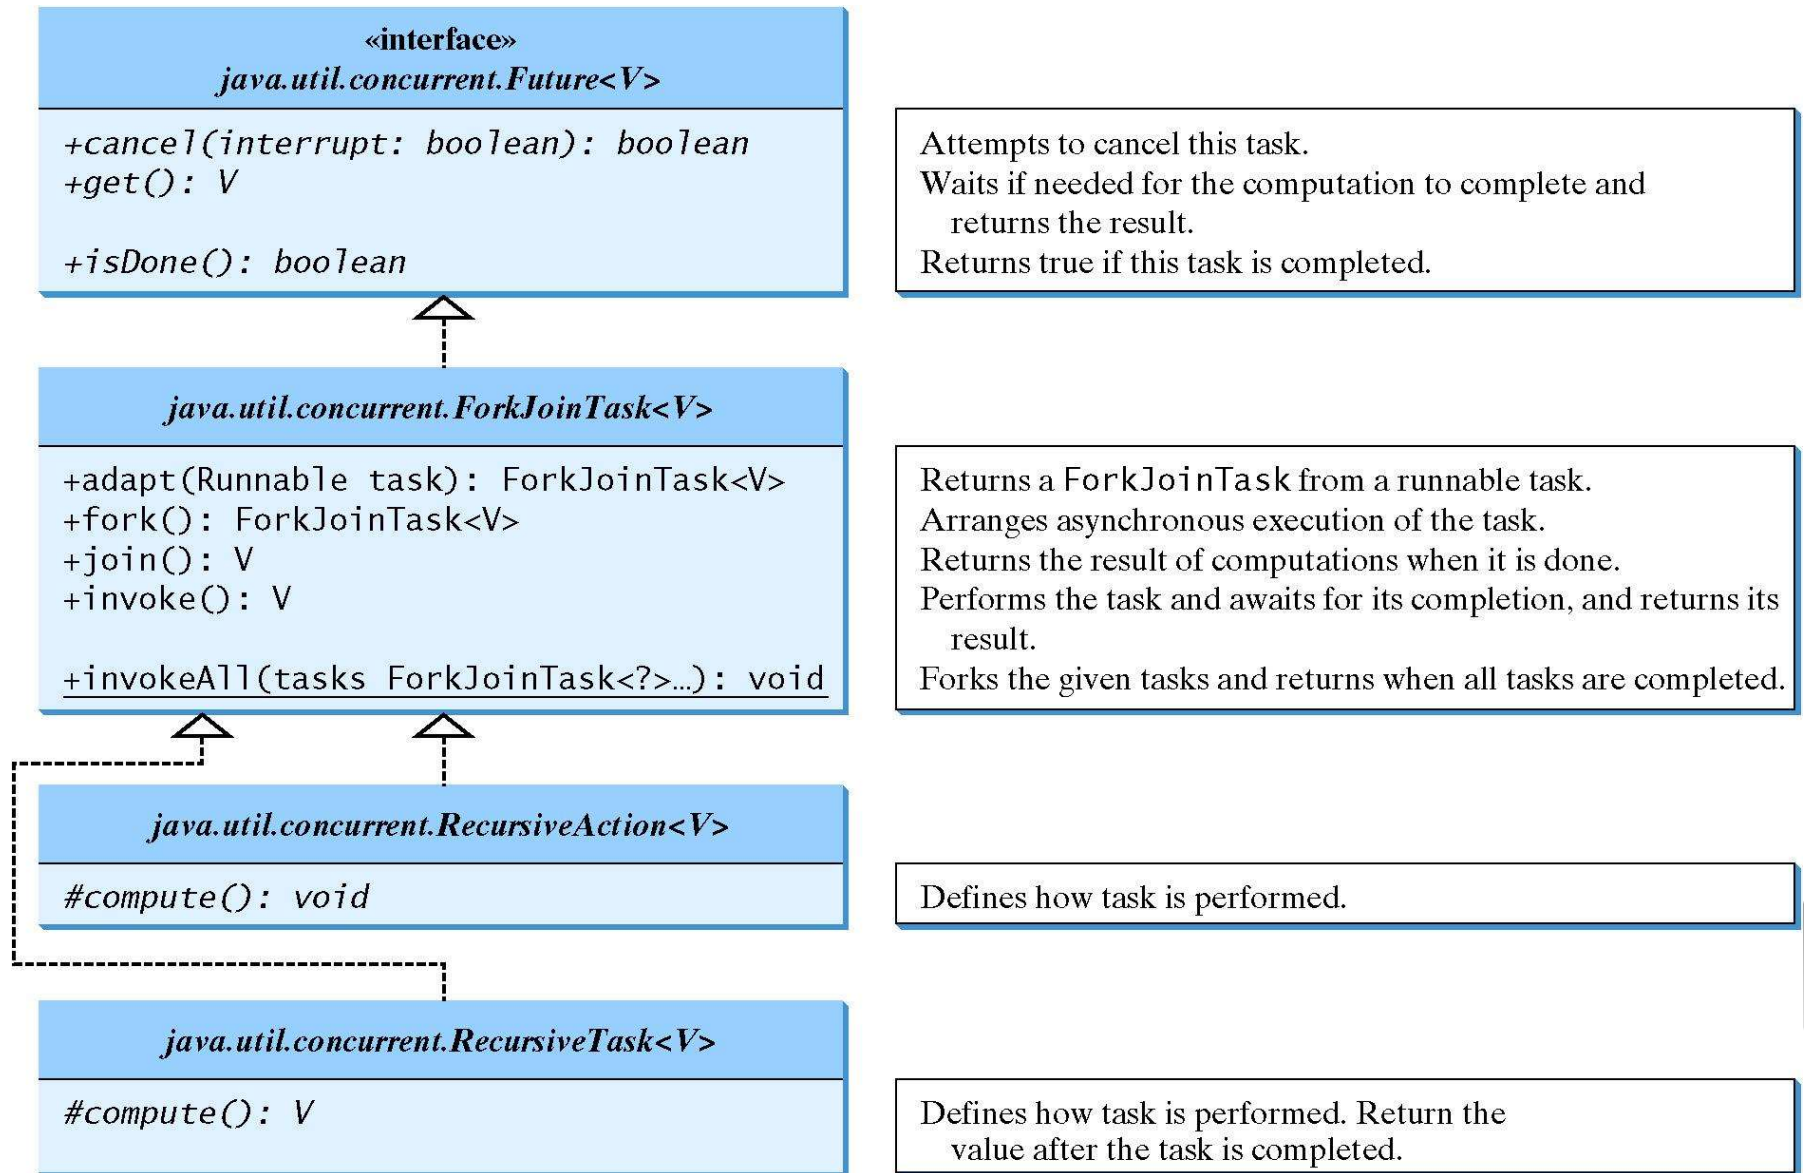 «interface»
java.util.concurrent.Future<V>
+cancel(interrupt: boolean): boolean
+get(): V
+isDone(): boolean
Attempts to cancel this task.
Waits if needed for the computation to complete and
returns the result.
Returns true if this task is completed.
java.util.concurrent.ForkJoinTask<V>
+adapt(Runnable task): ForkJoinTask<V>
+fork(): ForkJoinTask<V>
+join(): V
+invoke(): V
+invokeAll(tasks ForkJoinTask<?>…): void
Returns a ForkJoinTask from a runnable task.
Arranges asynchronous execution of the task.
Returns the result of computations when it is done.
Performs the task and awaits for its completion, and returns its
result.
Forks the given tasks and returns when all tasks are completed.
java.util.concurrent.RecursiveAction<V>
#compute(): void
Defines how task is performed.
java.util.concurrent.RecursiveTask<V>
#compute(): V
Defines how task is performed. Return the
value after the task is completed.